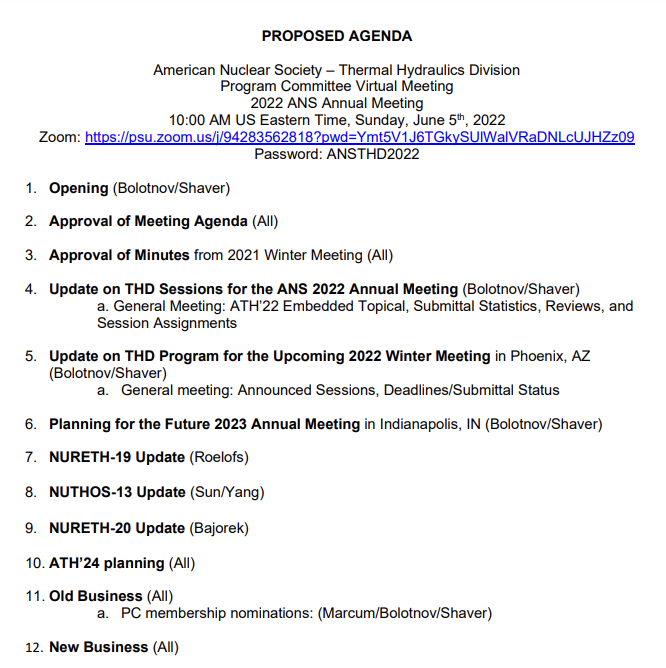 PROPOSED AGENDA
American Nuclear Society – Thermal Hydraulics Division
Program Committee Virtual Meeting
2022 ANS Annual Meeting
10:00 AM US Eastern Time, Sunday, June 5th, 2022
Zoom: https://psu.zoom.us/j/94283562818?pwd=Ymt5V1J6TGkySUlWalVRaDNLcUJHZz09
Password: ANSTHD2022
1. Opening (Bolotnov/Shaver)
2. Approval of Meeting Agenda (All)
3. Approval of Minutes from 2021 Winter Meeting (All)
4. Update on THD Sessions for the ANS 2022 Annual Meeting (Bolotnov/Shaver)
a. General Meeting: ATH'22 Embedded Topical, Submittal Statistics, Reviews, and
Session Assignments
5. Update on THD Program for the Upcoming 2022 Winter Meeting in Phoenix, AZ
(Bolotnov/Shaver)
a. General meeting: Announced Sessions, Deadlines/Submittal Status
6. Planning for the Future 2023 Annual Meeting in Indianapolis, IN (Bolotnov/Shaver)
7. NURETH-19 Update (Roelofs)
8. NUTHOS-13 Update (Sun/Yang)
9. NURETH-20 Update (Bajorek)
10. ATH'24 planning (All)
11. Old Business (All)
a. PC membership nominations: (Marcum/Bolotnov/Shaver)
12. New Business (All)